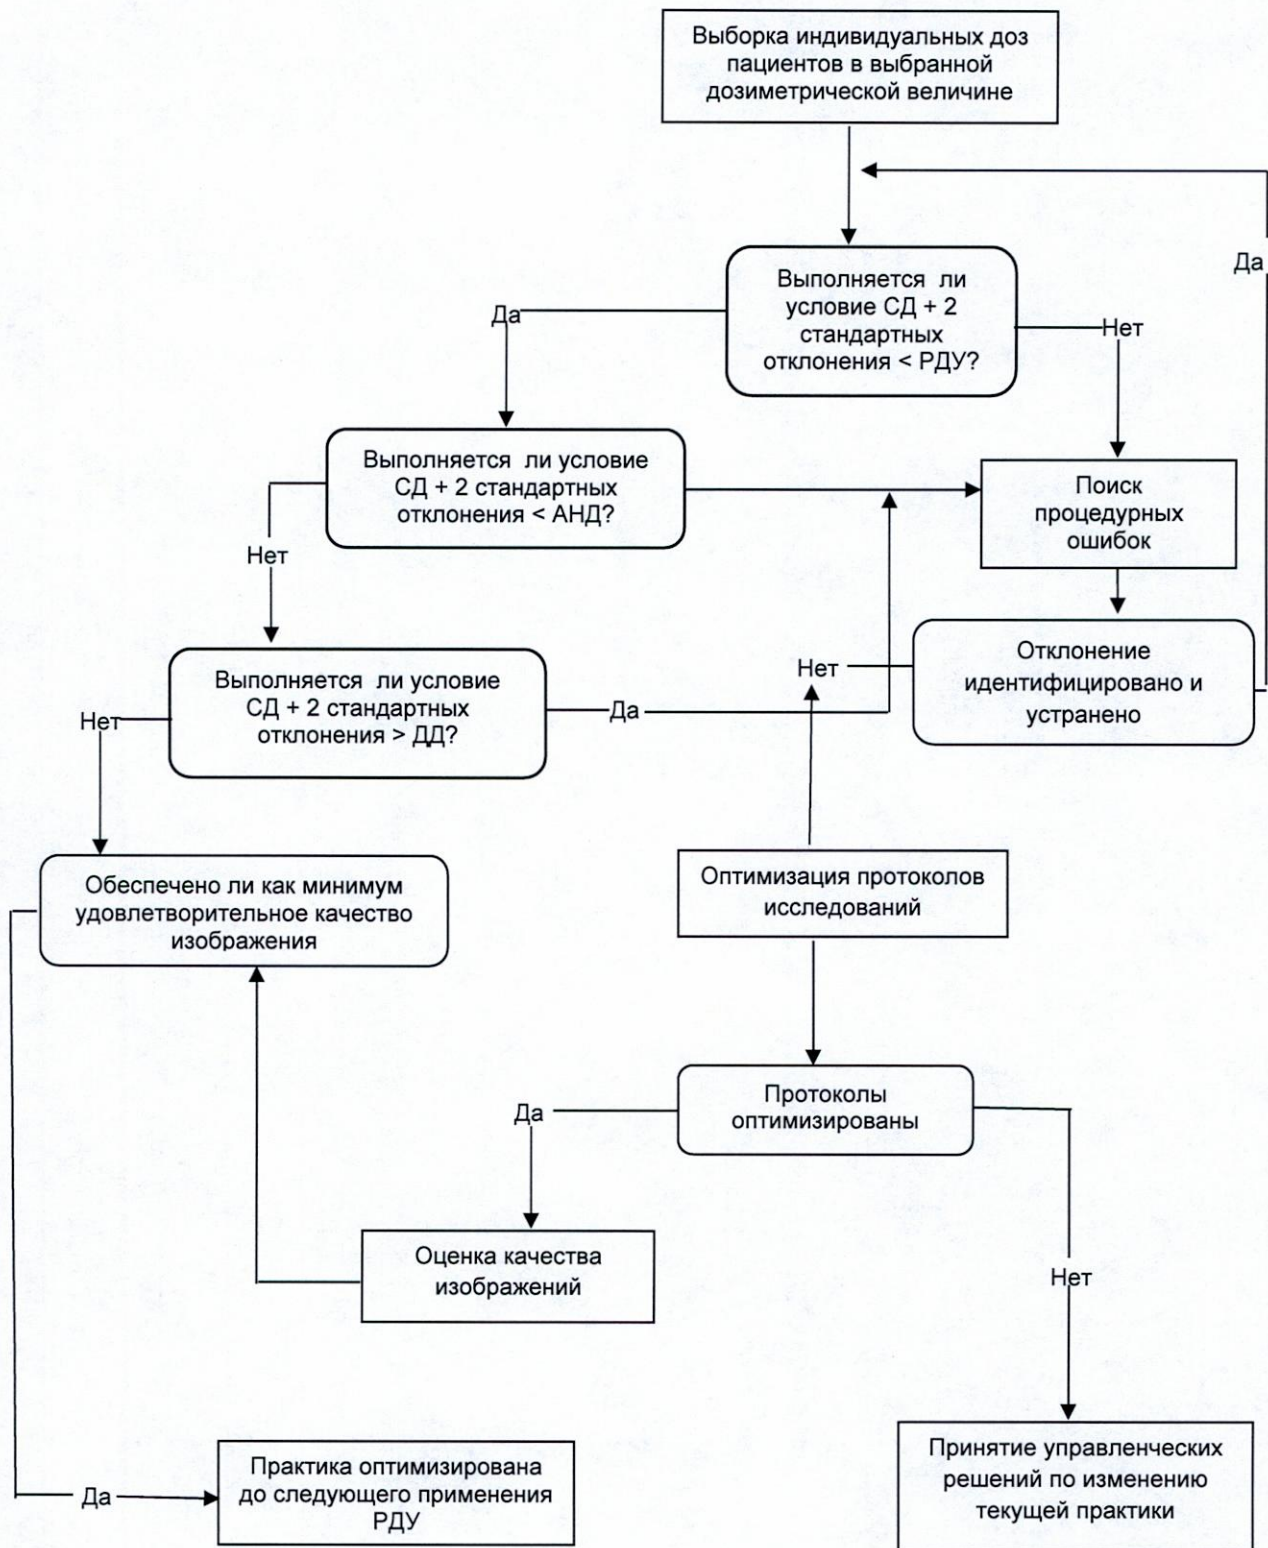 Выборка индивидуальных доз
пациентов в выбранной
дозиметрической величине
Да
Выполняется ли
условие СД + 2
стандартных
отклонения < РДУ?
Да
Нет
Выполняется ли условие
СД + 2 стандартных
отклонения < АНД?
Поиск
процедурных
ошибок
Нет
Выполняется ли условие
СД + 2 стандартных
отклонения > ДД?
Нет
Да
Нет
Отклонение
идентифицировано и
устранено
Обеспечено ли как минимум
удовлетворительное качество
изображения
Оптимизация протоколов
исследований
Протоколы
оптимизированы
Да
Оценка качества
изображений
Нет
Практика оптимизирована
до следующего применения
РДУ
Да
Принятие управленческих
решений по изменению
текущей практики